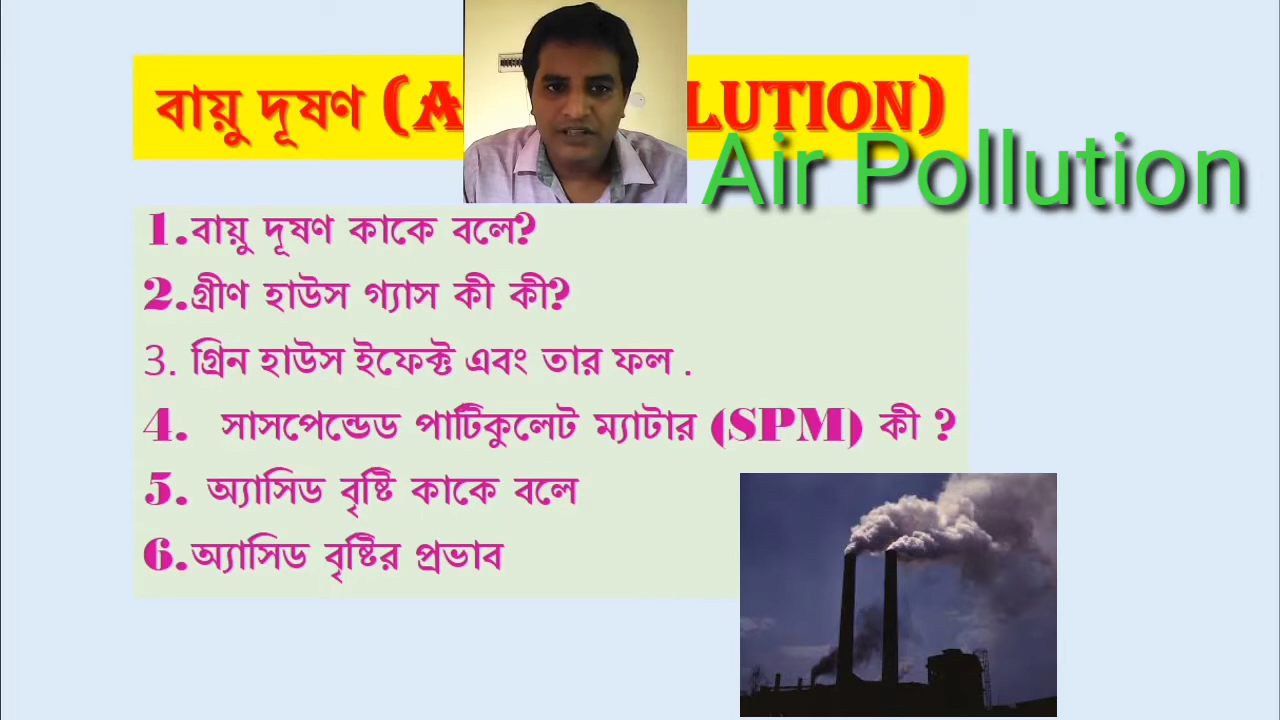 বায়ু দূষণ (A LUTION)
Air Pollution
1.বায়ু দূষণ কাকে বলে?
2.গ্রীণ হাউস গ্যাস কী কী?
3. গ্রিন হাউস ইফেক্ট এবং তার ফল .
4. সাসপেন্ডেড পার্টিকুলেট ম্যাটার (SPM) কী ?
5. অ্যাসিড বৃষ্টি কাকে বলে
6.অ্যাসিড বৃষ্টির প্রভাব